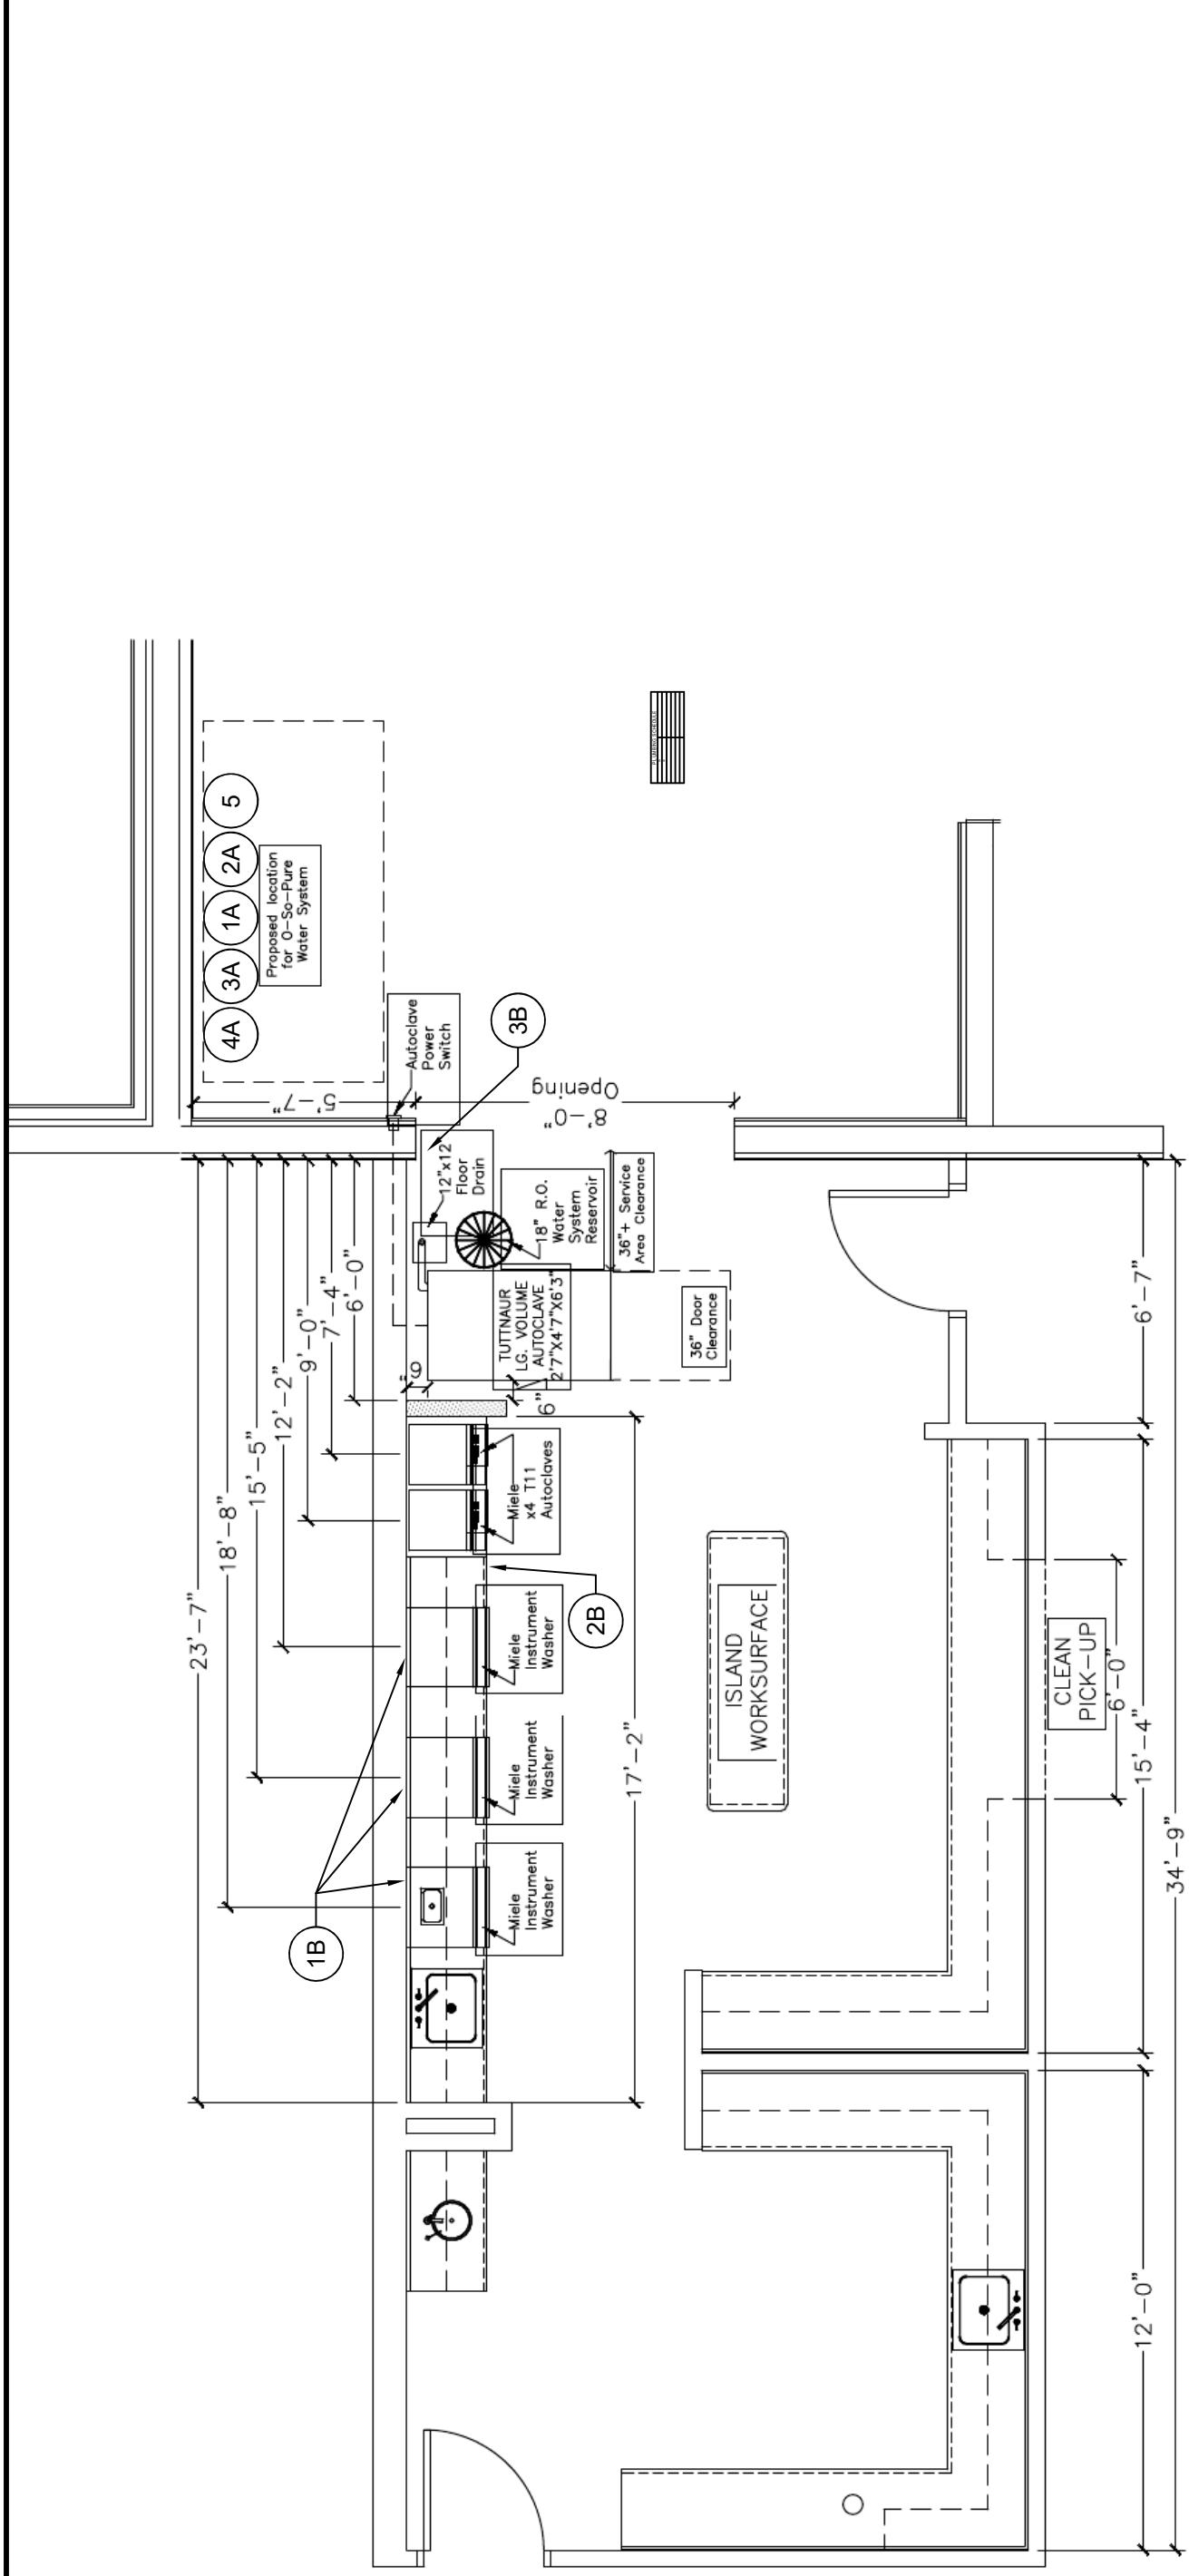 23'-7"
18'-8"
15'-5"
12'-2"
9'-0"
7'-4"
6'-0"
5'-7"
4A
3A
1A
2A
5
Proposed location
for O-So-Pure
Water System
Autoclave
Power
Switch
3B
8'-0"
Opening
12"x12
Floor
Drain
18" R.O.
Water
System
Reservoir
36"+ Service
Area Clearance
TUTTNAUR
LG. VOLUME
AUTOCLAVE
2'7"X4'7"X6'3"
36" Door
Clearance
6"
6"
Miele
x4 T11
Autoclaves
2B
Miele
Instrument
Washer
Miele
Instrument
Washer
Miele
Instrument
Washer
1B
17'-2"
ISLAND
WORKSURFACE
CLEAN
PICK-UP
6'-0"
12'-0"
15'-4"
6'-7"
34'-9"